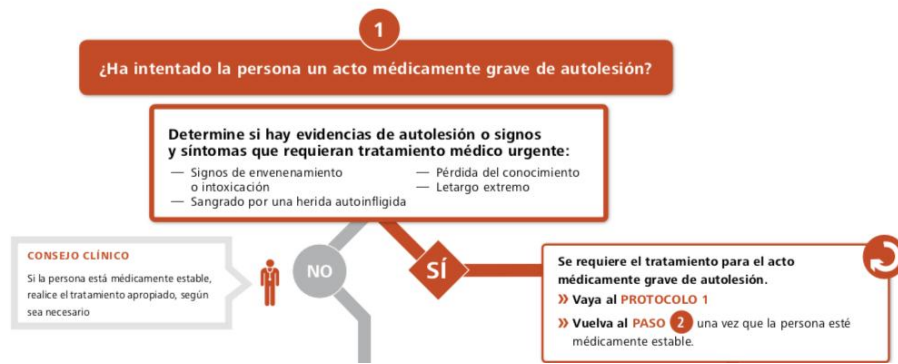 1
¿Ha intentado la persona un acto médicamente grave de autolesión?
Determine si hay evidencias de autolesión o signos
y síntomas que requieran tratamiento médico urgente:
— Signos de envenenamiento
o intoxicación
— Sangrado por una herida autoinfligida
— Pérdida del conocimiento
— Letargo extremo
CONSEJO CLÍNICO
Si la persona está médicamente estable,
realice el tratamiento apropiado, según
sea necesario
NO
SÍ
Se requiere el tratamiento para el acto
médicamente grave de autolesión.
» Vaya al PROTOCOLO 1
» Vuelva al PASO 2 una vez que la persona esté
médicamente estable.